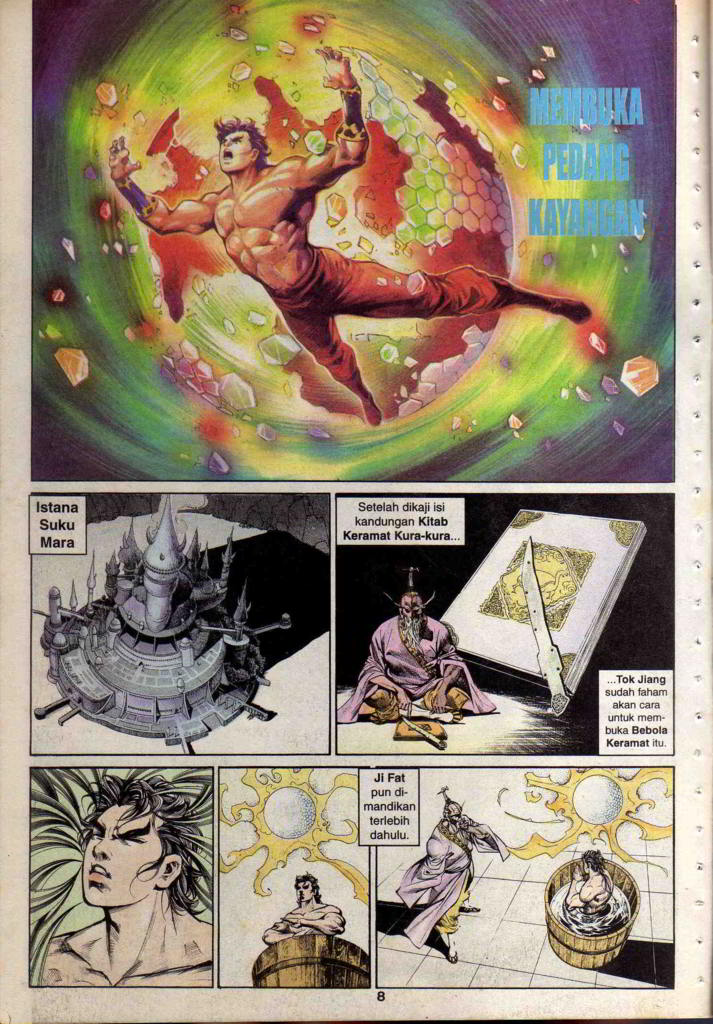 MEMBUKA
PEDANG
KAYANGAN
Istana
Suku
Mara
Setelah dikaji isi
kandungan Kitab
Keramat Kura-kura...
...Tok Jiang
sudah faham
akan cara
untuk mem-
buka Bebola
Keramat itu.
Ji Fat
pun di-
mandikan
terlebih
dahulu.
8